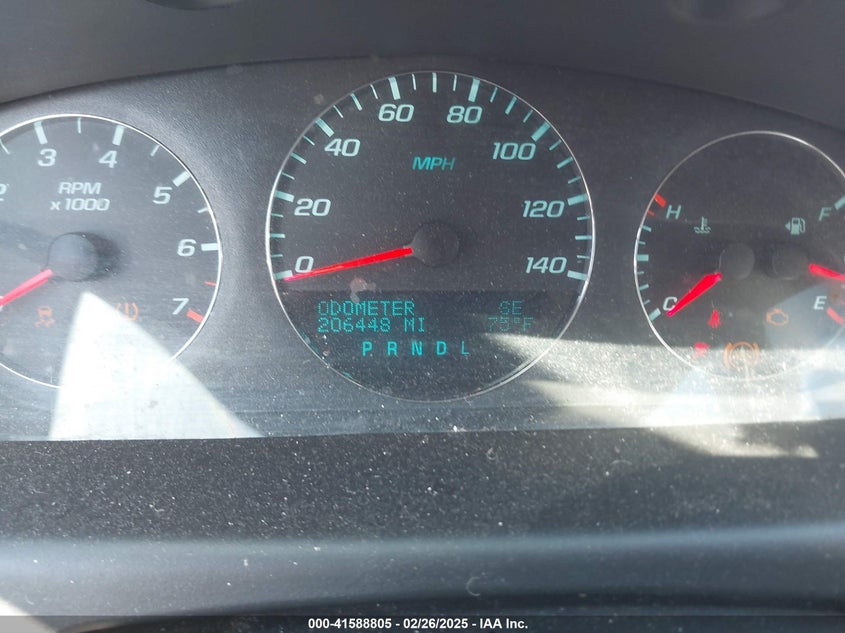 2 3 4 5 6 7
RPM
x1000
0 20 40 60 80 100 120 140
MPH
ODOMETER SE
206448 MI 75°F
P R N D L
H F
C E
000-41588805 - 02/26/2025 - IAA Inc.